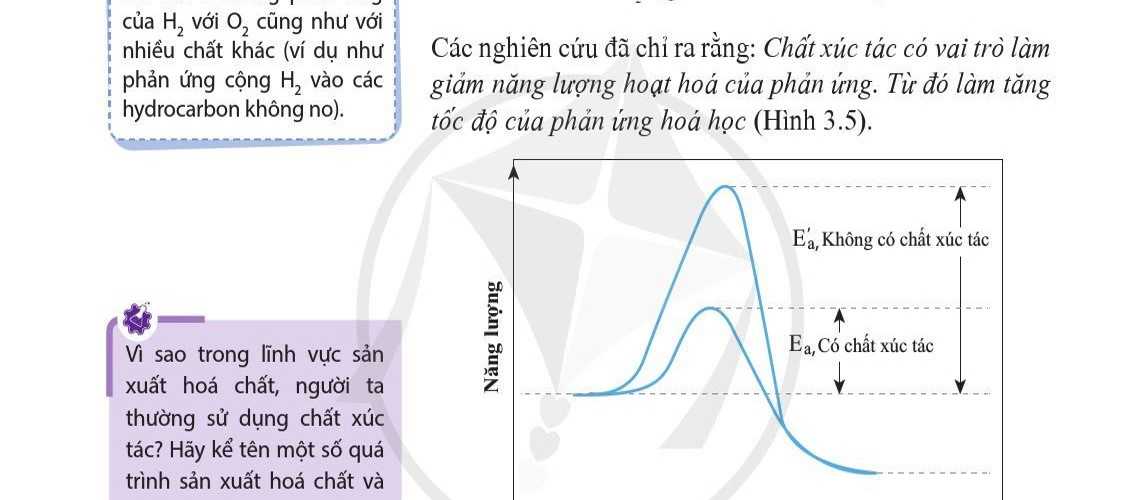 của H₂ với O₂ cũng như với
nhiều chất khác (ví dụ như
phản ứng cộng H₂ vào các
hydrocarbon không no).
Các nghiên cứu đã chỉ ra rằng: Chất xúc tác có vai trò làm
giảm năng lượng hoạt hoá của phản ứng. Từ đó làm tăng
tốc độ của phản ứng hoá học (Hình 3.5).
Năng lượng
E′a, Không có chất xúc tác
Ea, Có chất xúc tác
Vì sao trong lĩnh vực sản
xuất hoá chất, người ta
thường sử dụng chất xúc
tác? Hãy kể tên một số quá
trình sản xuất hoá chất và